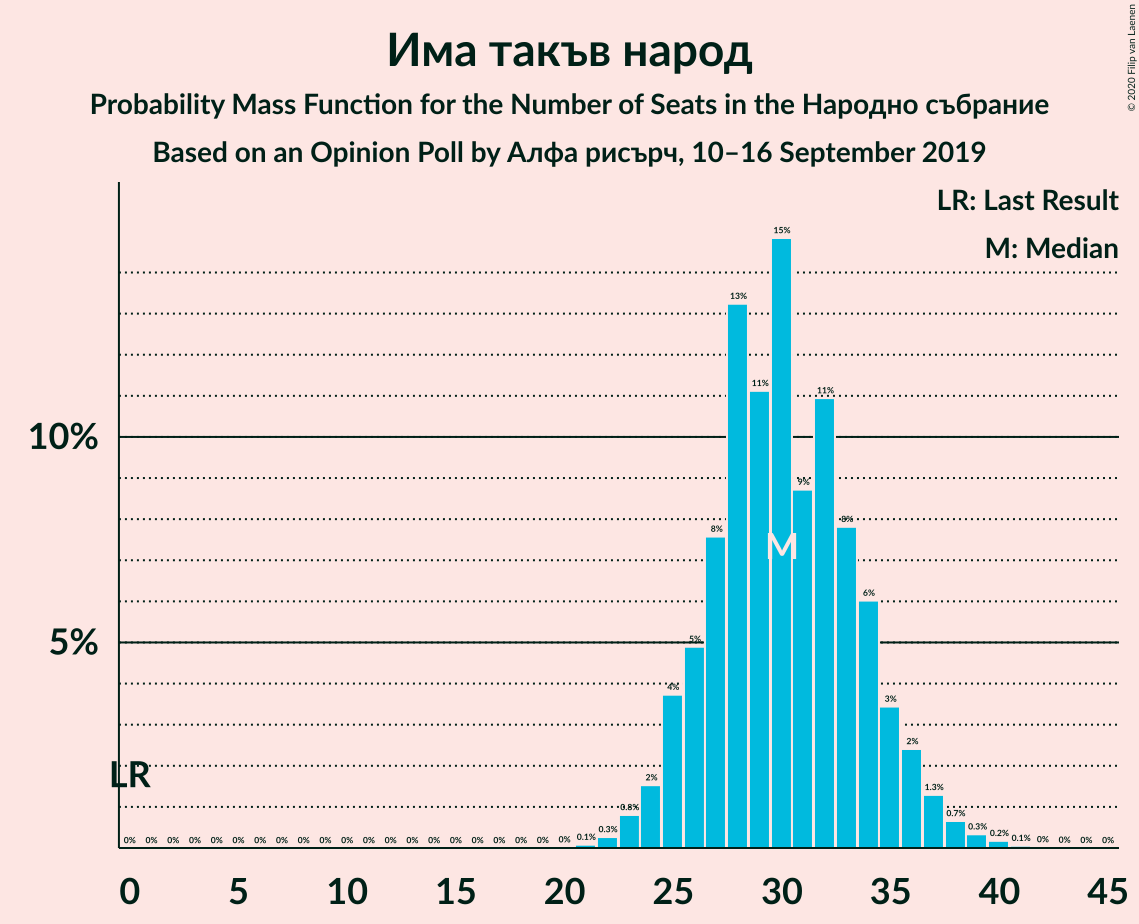 Има такъв народ
Probability Mass Function for the Number of Seats in the Народно събрание
Based on an Opinion Poll by Алфа рисърч, 10–16 September 2019
© 2020 Filip van Laenen
LR: Last Result
M: Median
10%
5%
LR
M
0% 0% 0% 0% 0% 0% 0% 0% 0% 0% 0% 0% 0% 0% 0% 0% 0% 0% 0% 0% 0% 0.1% 0.3% 0.8% 2% 4% 5% 8% 13% 11% 15% 9% 11% 8% 6% 3% 2% 1.3% 0.7% 0.3% 0.2% 0.1% 0% 0% 0% 0%
0 5 10 15 20 25 30 35 40 45